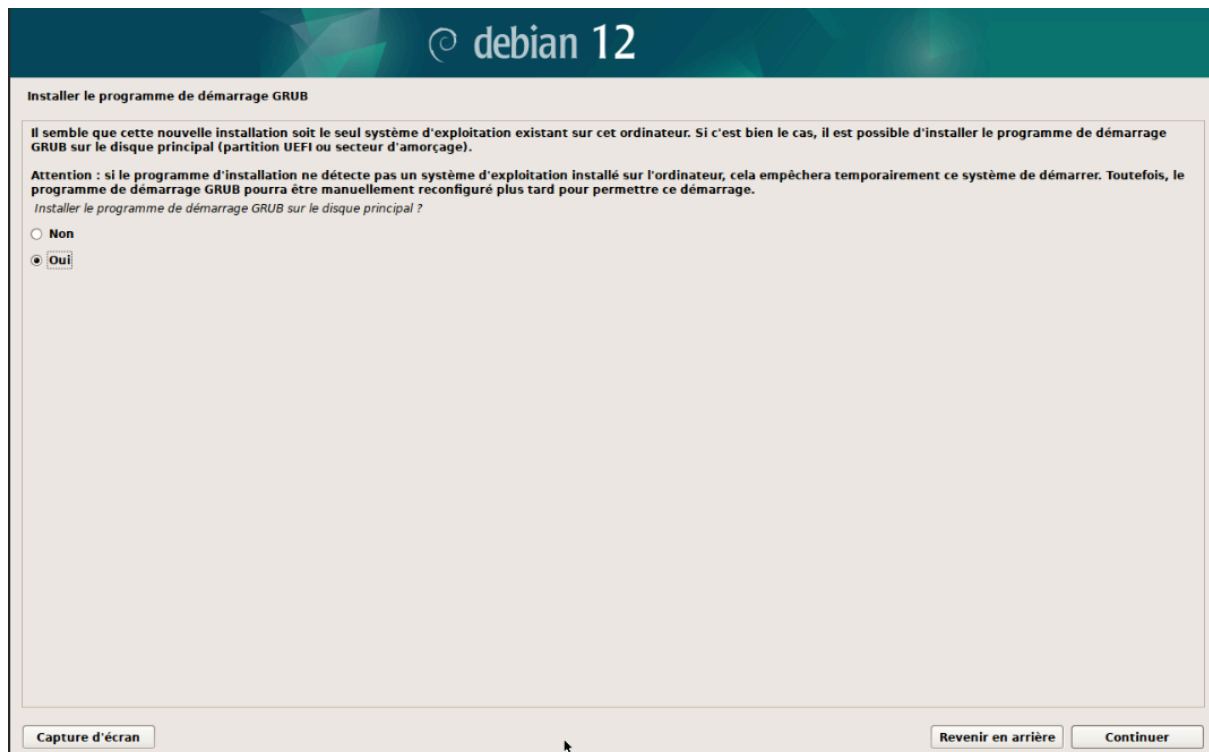 debian 12
Installer le programme de démarrage GRUB
Il semble que cette nouvelle installation soit le seul système d'exploitation existant sur cet ordinateur. Si c'est bien le cas, il est possible d'installer le programme de démarrage
GRUB sur le disque principal (partition UEFI ou secteur d'amorçage).
Attention : si le programme d'installation ne détecte pas un système d'exploitation installé sur l'ordinateur, cela empêchera temporairement ce système de démarrer. Toutefois, le
programme de démarrage GRUB pourra être manuellement reconfiguré plus tard pour permettre ce démarrage.
Installer le programme de démarrage GRUB sur le disque principal ?
Non
Oui
Capture d'écran
Revenir en arrière
Continuer